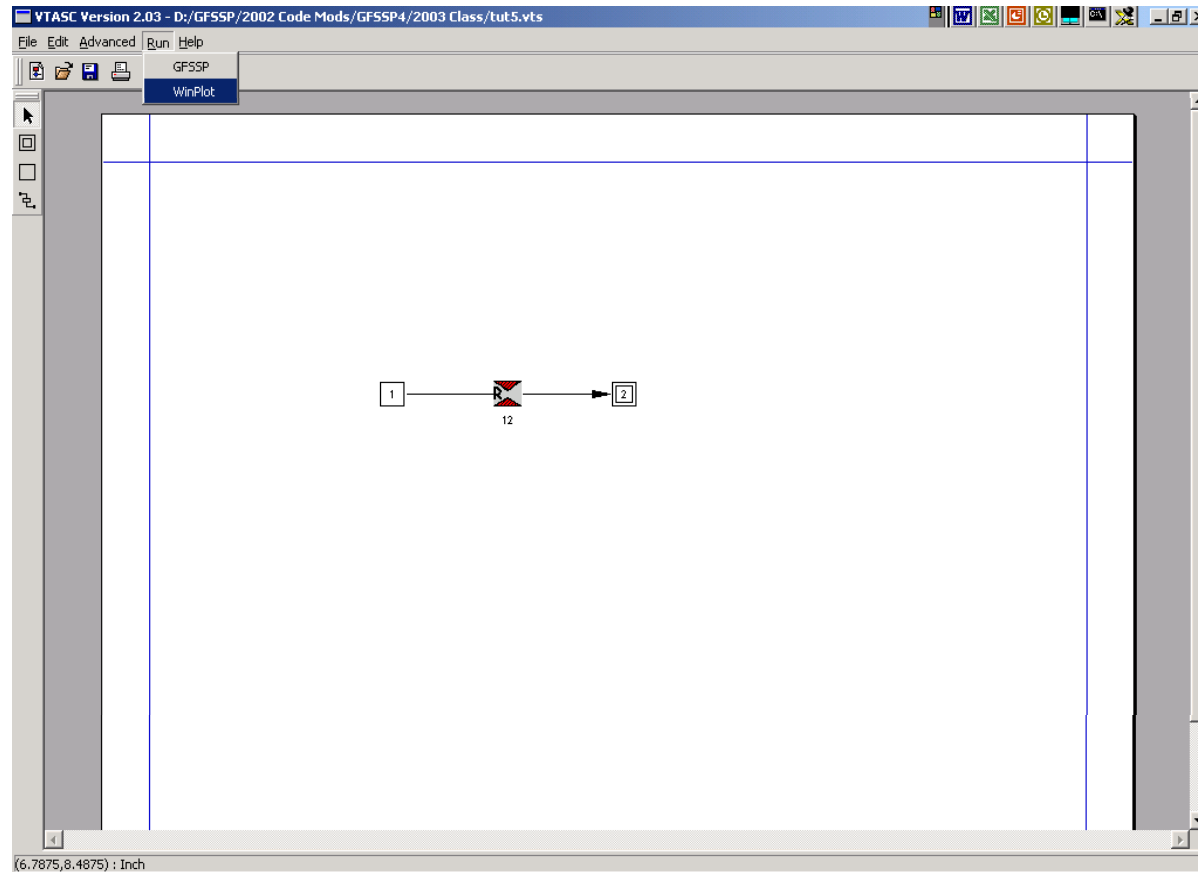 VTASC Version 2.03 - D:/GFSSP/2002 Code Mods/GFSSP4/2003 Class/tut5.vts
File Edit Advanced Run Help
GFSSP
WinPlot
1
R
2
12
(6.7875,8.4875) : Inch